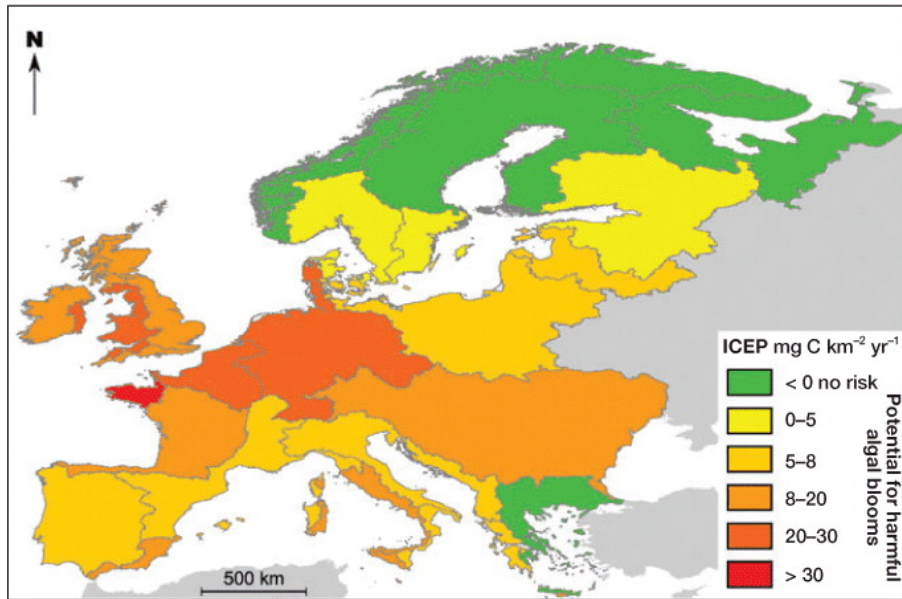 N
ICEP mg C km⁻² yr⁻¹
< 0 no risk
0–5
5–8
8–20
20–30
> 30
Potential for harmful
algal blooms
500 km